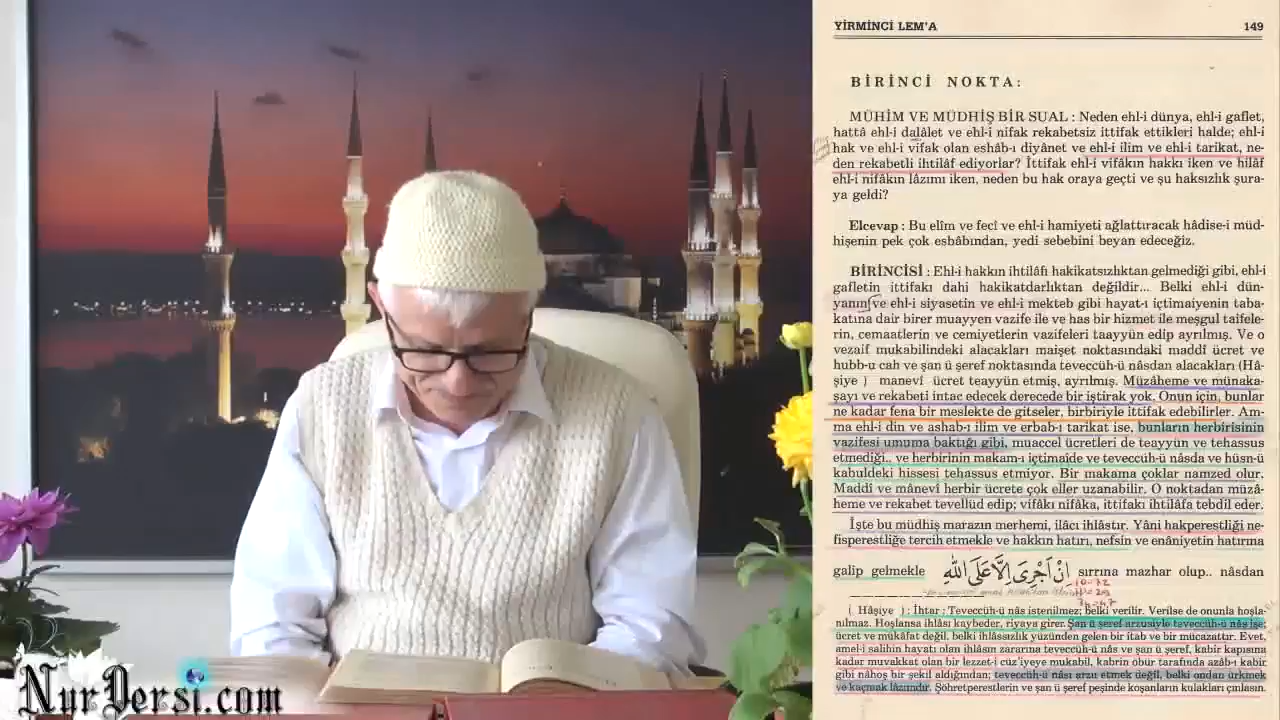 YİRMİNCİ LEM'A 149
BİRİNCİ NOKTA:
MÜHİM VE MÜDHİŞ BİR SUAL : Neden ehl-i dünya, ehl-i gaflet,
hattâ ehl-i dalâlet ve ehl-i nifak rekabetsiz ittifak ettikleri halde; ehl-i
hak ve ehl-i vifak olan eshâb-ı diyânet ve ehl-i ilim ve ehl-i tarikat, ne-
den rekabetli ihtilâf ediyorlar? İttifak ehl-i vifâkın hakkı iken ve hilâf
ehl-i nifâkın lâzımı iken, neden bu hak oraya geçti ve şu haksızlık şura-
ya geldi?
Elcevap : Bu elîm ve fecî ve ehl-i hamiyeti ağlattıracak hâdise-i müd-
hişenin pek çok esbâbından, yedi sebebini beyan edeceğiz.
BİRİNCİSİ : Ehl-i hakkın ihtilâfı hakikatsızlıktan gelmediği gibi, ehl-i
gafletin ittifakı dahi hakikatdarlıktan değildir... Belki ehl-i dün-
yanın ve ehl-i siyasetin ve ehl-i mekteb gibi hayat-ı içtimaiyenin taba-
katına dair birer muayyen vazife ile ve has bir hizmet ile meşgul taifele-
rin, cemaatlerin ve cemiyetlerin vazifeleri taayyün edip ayrılmış. Ve o
vezaif mukabilindeki alacakları maişet noktasındaki maddî ücret ve
hubb-u cah ve şan ü şeref noktasında teveccüh-ü nâsdan alacakları (Hâ-
şiye ) manevî ücret teayyün etmiş, ayrılmış. Müzâheme ve münaka-
şayı ve rekabeti intac edecek derecede bir iştirak yok. Onun için, bunlar
ne kadar fena bir meslekte de gitseler, birbiriyle ittifak edebilirler. Am-
ma ehl-i din ve ashab-ı ilim ve erbab-ı tarikat ise, bunların herbirisinin
vazifesi umuma baktığı gibi, muaccel ücretleri de teayyün ve tehassus
etmediği.. ve herbirinin makam-ı içtimaîde ve teveccüh-ü nâsda ve hüsn-ü
kabuldeki hissesi tehassus etmiyor. Bir makama çoklar namzed olur.
Maddî ve mânevî herbir ücrete çok eller uzanabilir. O noktadan müzâ-
heme ve rekabet tevellüd edip; vifâkı nifâka, ittifakı ihtilâfa tebdil eder.
İşte bu müdhiş marazın merhemi, ilâcı ihlâstır. Yâni hakperestliği ne-
fisperestliğe tercih etmekle ve hakkın hatırı, nefsin ve enâniyetin hatırına
galip gelmekle اِنْ اَجْرِىَ اِلَّا عَلَى اللّٰهِ sırrına mazhar olup.. nâsdan
10-72
( Hâşiye ) : İhtar : Teveccüh-ü nâs istenilmez; belki verilir. Verilse de onunla hoşla-
nılmaz. Hoşlansa ihlâsı kaybeder, riyaya girer. Şan ü şeref arzusiyle teveccüh-ü nâs ise;
ücret ve mükâfat değil, belki ihlâssızlık yüzünden gelen bir itab ve bir mücazattır. Evet,
amel-i salihin hayatı olan ihlâsın zararına teveccüh-ü nâs ve şan ü şeref, kabir kapısına
kadar muvakkat olan bir lezzet-i cüz'iyeye mukabil, kabrin öbür tarafında azâb-ı kabir
gibi nâhoş bir şekil aldığından; teveccüh-ü nâsı arzu etmek değil, belki ondan ürkmek
ve kaçmak lâzımdır. Şöhretperestlerin ve şan ü şeref peşinde koşanların kulakları çınlasın.
NurDersi.com